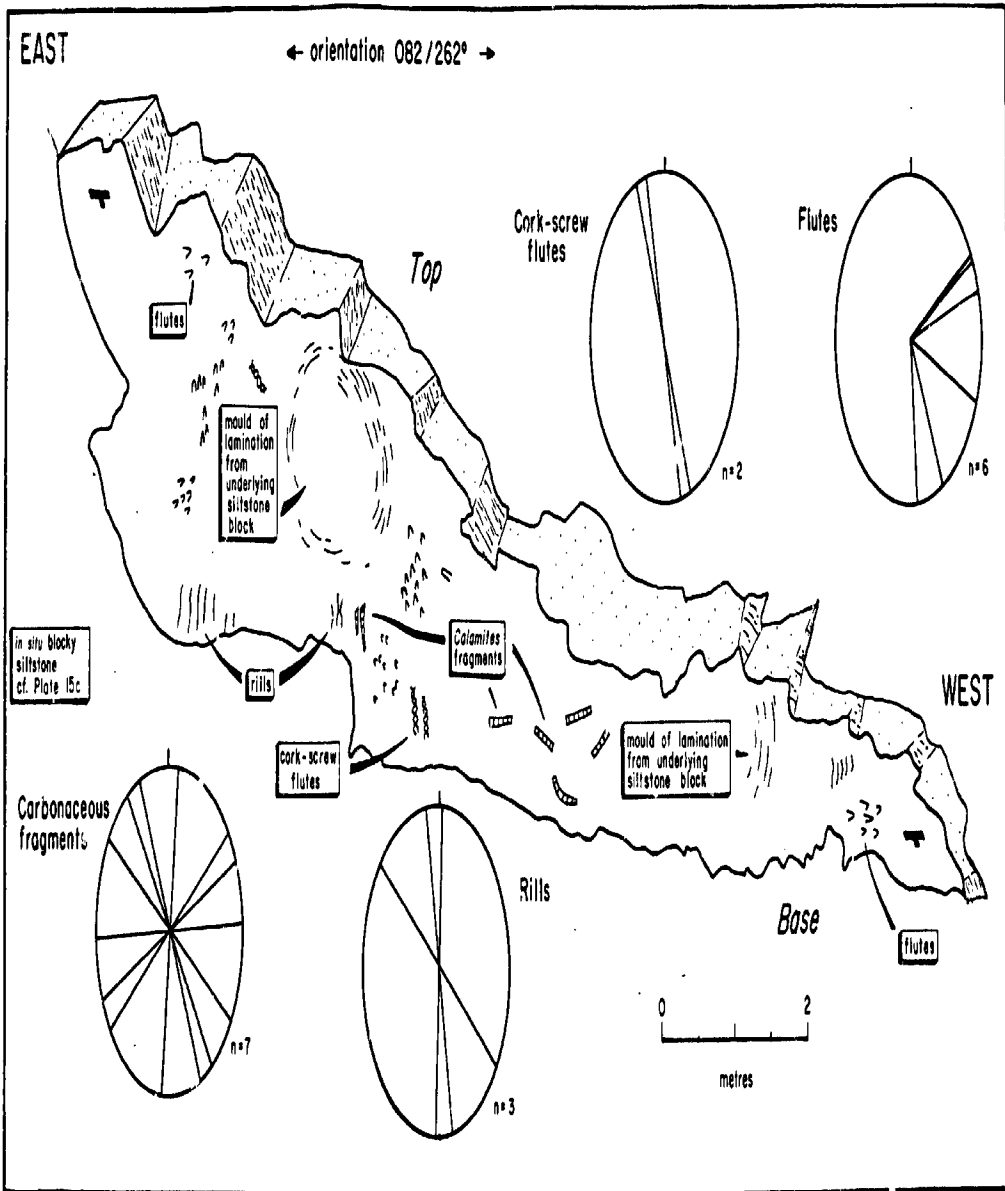 EAST
← orientation 082/262° →
Cork-screw
flutes
n=2
Flutes
n=6
Top
flutes
mould of
lamination
from
underlying
siltstone
block
in situ blocky
siltstone
cf. Plate 15c
rills
Calamites
fragments
cork-screw
flutes
WEST
mould of lamination
from underlying
siltstone block
Carbonaceous
fragments
n=7
Rills
n=3
Base
flutes
0 2
metres